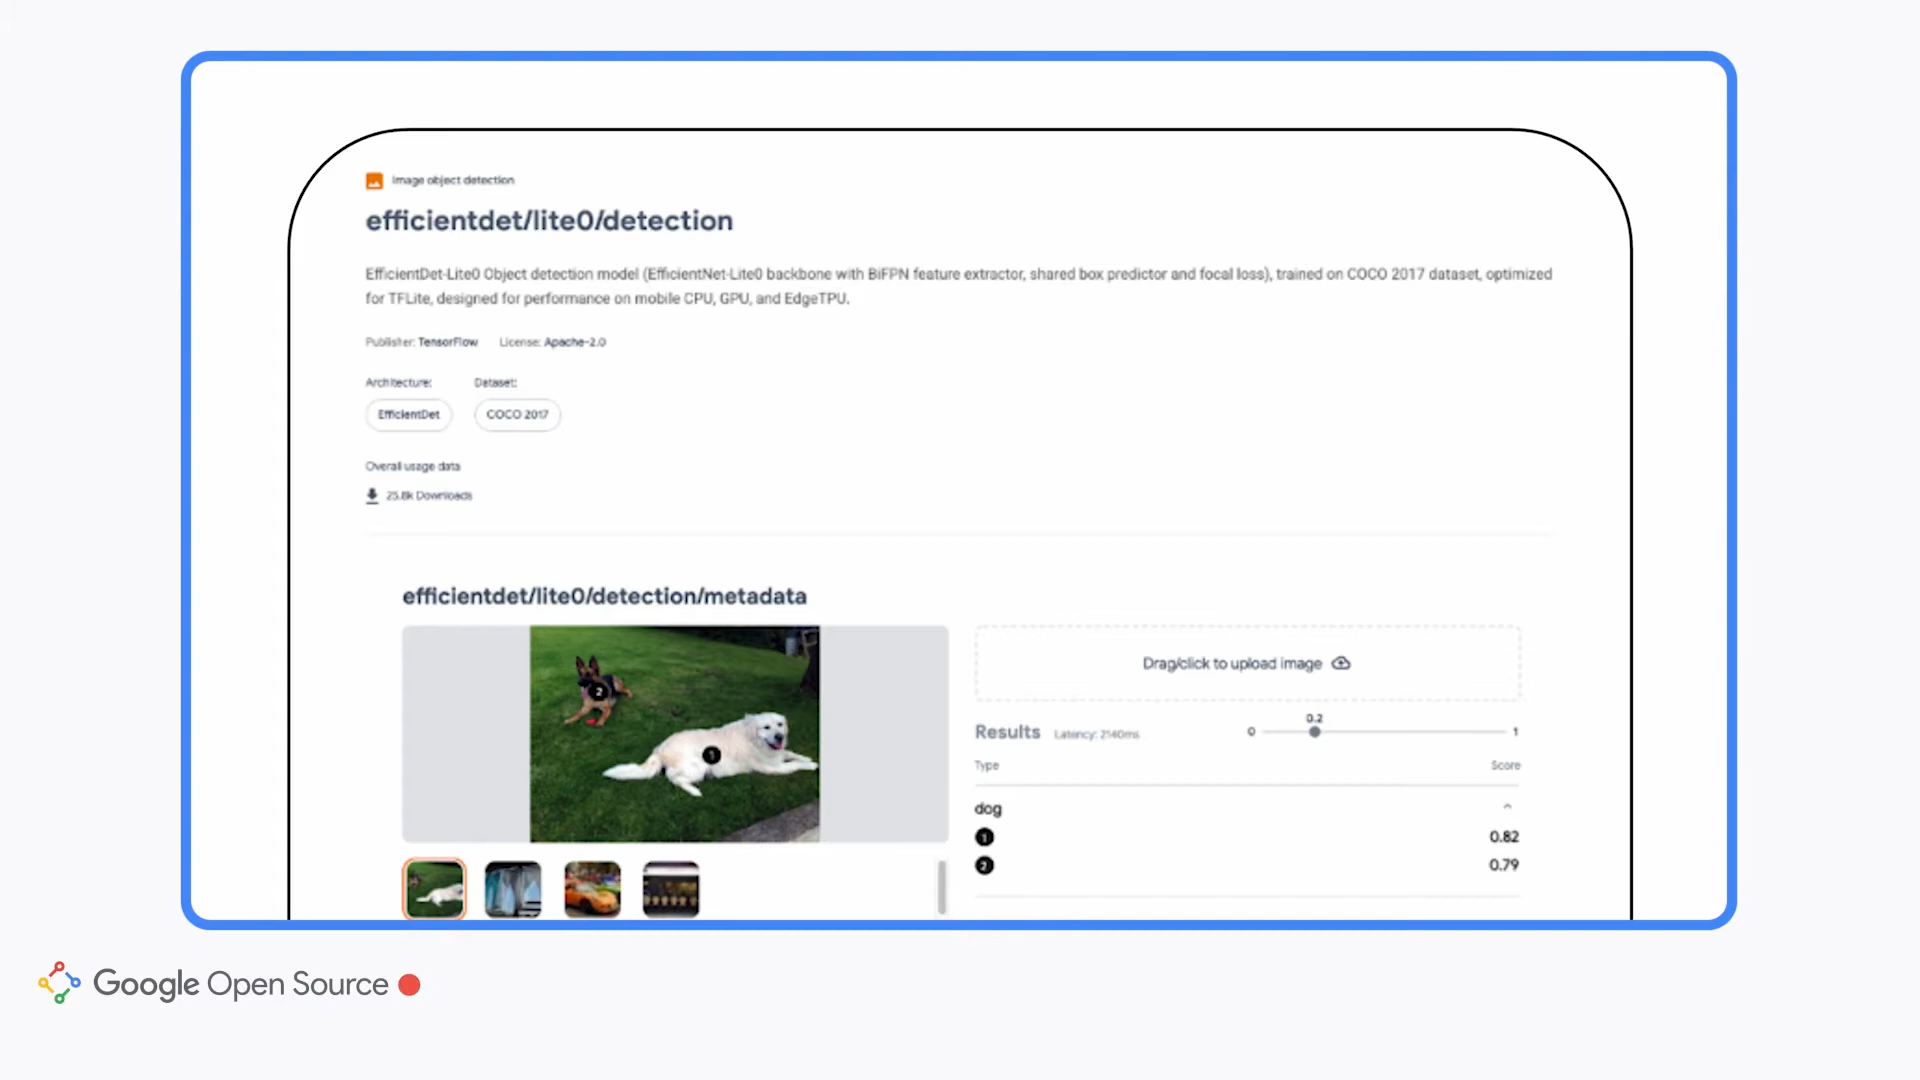 Image object detection
efficientdet/lite0/detection
EfficientDet-Lite0 Object detection model (EfficientNet-Lite0 backbone with BiFPN feature extractor, shared box predictor and focal loss), trained on COCO 2017 dataset, optimized
for TFLite, designed for performance on mobile CPU, GPU, and EdgeTPU.
Publisher: TensorFlow License: Apache-2.0
Architecture: Dataset:
EfficientDet COCO 2017
Overall usage data
25.8k Downloads
efficientdet/lite0/detection/metadata
2
1
Drag/click to upload image
0.2
Results Latency: 2140ms 0 1
Type Score
dog
1 0.82
2 0.79
Google Open Source